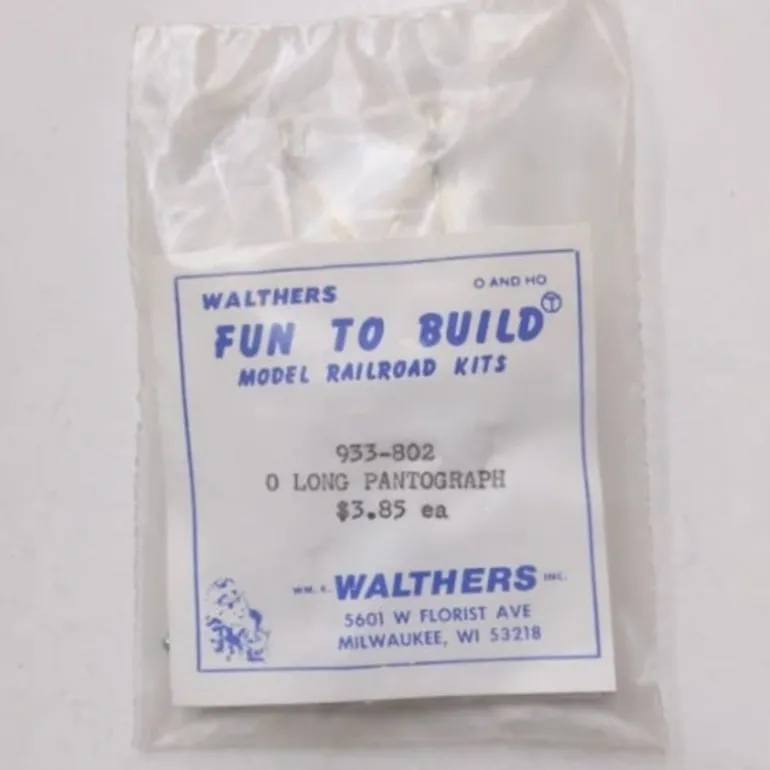 WALTHERS
O AND HO
FUN TO BUILD Ⓣ
MODEL RAILROAD KITS
933-802
O LONG PANTOGRAPH
$3.85 ea
WM. K. WALTHERS INC.
5601 W FLORIST AVE
MILWAUKEE, WI 53218